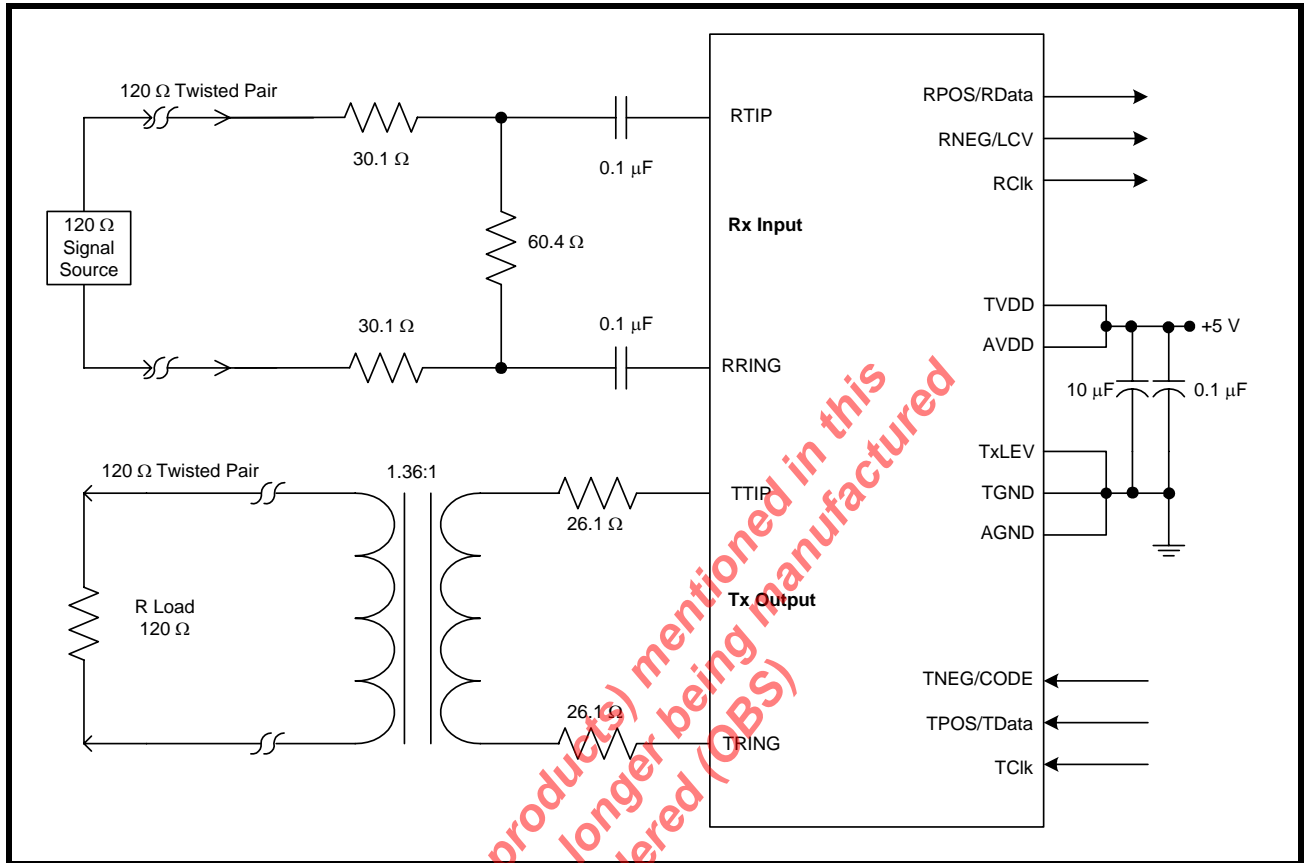 120 Ω Twisted Pair
30.1 Ω
0.1 µF
RTIP
120 Ω
Signal
Source
60.4 Ω
Rx Input
30.1 Ω
0.1 µF
RRING
120 Ω Twisted Pair
1.36:1
TTIP
26.1 Ω
R Load
120 Ω
Tx Output
26.1 Ω
TRING
RPOS/RData
RNEG/LCV
RClk
TVDD
AVDD
+5 V
10 µF
0.1 µF
TxLEV
TGND
AGND
TNEG/CODE
TPOS/TData
TClk
products) mentioned in this
longer being manufactured
(OBS)